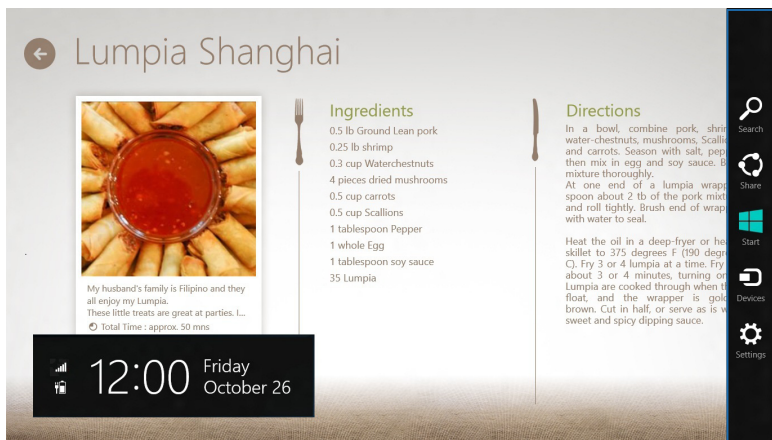 Lumpia Shanghai
My husband's family is Filipino and they
all enjoy my Lumpia.
These little treats are great at parties. I...
Total Time : approx. 50 mns
Ingredients
0.5 lb Ground Lean pork
0.25 lb shrimp
0.3 cup Waterchestnuts
4 pieces dried mushrooms
0.5 cup carrots
0.5 cup Scallions
1 tablespoon Pepper
1 whole Egg
1 tablespoon soy sauce
35 Lumpia
Directions
In a bowl, combine pork,
water-chestnuts, mushrooms,
and carrots. Season with salt,
then mix in egg and soy sauce.
mixture thoroughly.
At one end of a lumpia
spoon about 2 tb of the pork
and roll tightly. Brush end of
with water to seal.
Heat the oil in a deep-fryer or
skillet to 375 degrees F (190
C). Fry 3 or 4 lumpia at a time. Fry
about 3 or 4 minutes, turning
Lumpia are cooked through when
float, and the wrapper is
brown. Cut in half, or serve as is
sweet and spicy dipping sauce.
Search
Share
Start
Devices
Settings
12:00
Friday
October 26